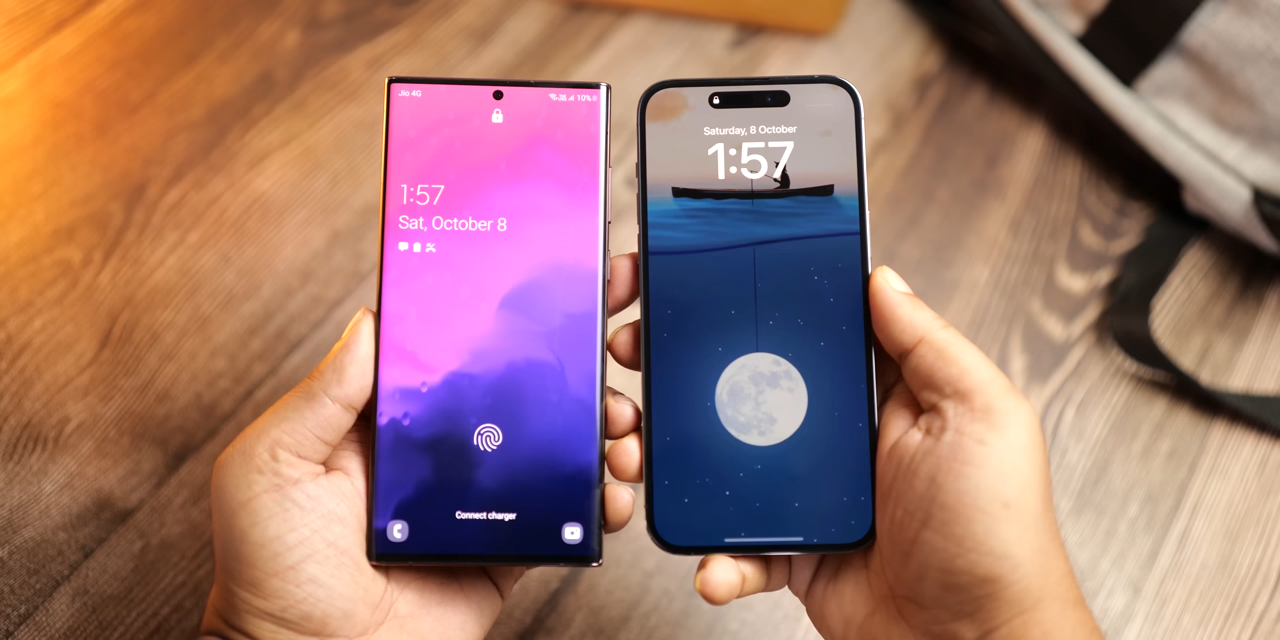 Jio 4G
10%
1:57
Sat, October 8
Connect charger
Saturday, 8 October
1:57